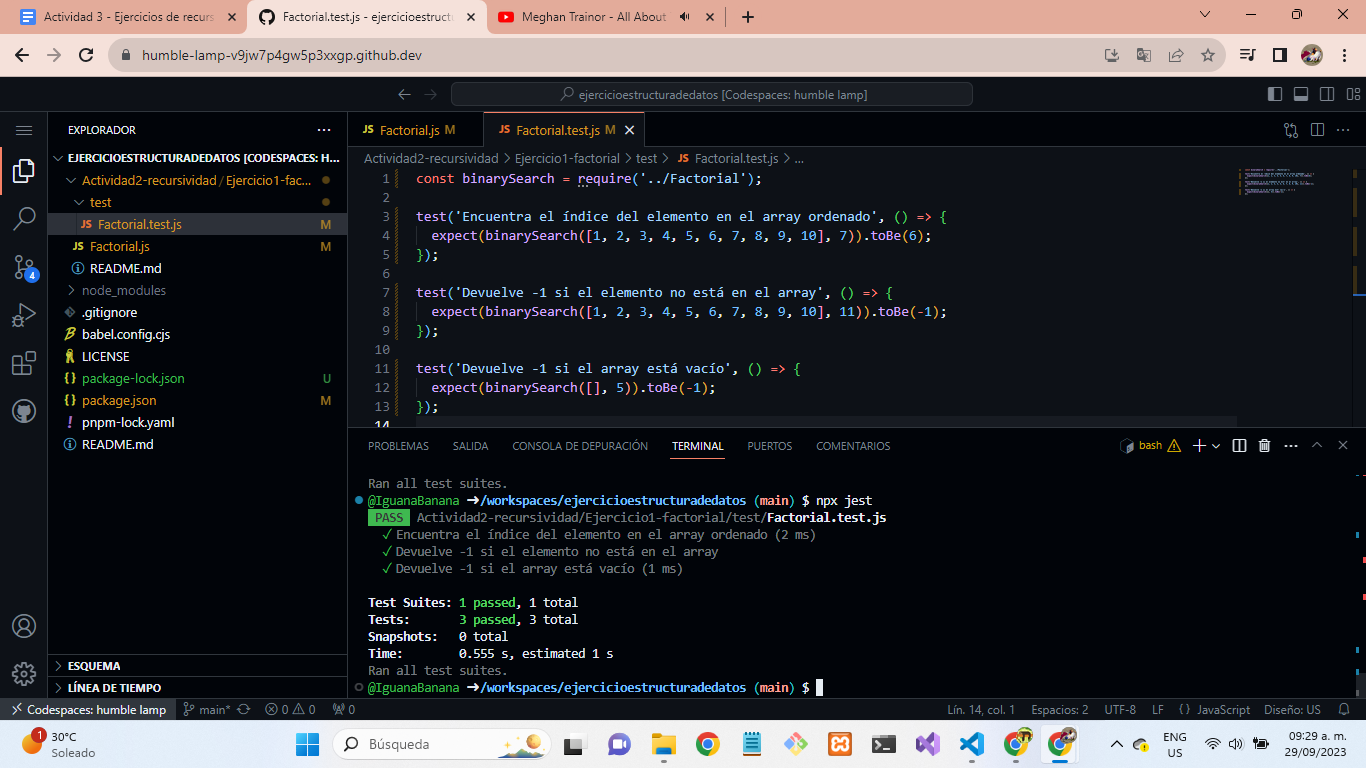 Actividad 3 - Ejercicios de recurs
Factorial.test.js - ejercicioestructu
Meghan Trainor - All About
humble-lamp-v9jw7p4gw5p3xxgp.github.dev
ejercicioestructuradedatos [Codespaces: humble lamp]
EXPLORADOR
EJERCICIOESTRUCTURADEDATOS [CODESPACES: H...
Actividad2-recursividad / Ejercicio1-fac...
test
JS Factorial.test.js M
JS Factorial.js M
README.md
node_modules
.gitignore
babel.config.cjs
LICENSE
package-lock.json U
package.json M
pnpm-lock.yaml
README.md
ESQUEMA
LÍNEA DE TIEMPO
4
JS Factorial.js M
JS Factorial.test.js M
Actividad2-recursividad > Ejercicio1-factorial > test > JS Factorial.test.js > ...
1 const binarySearch = require('../Factorial');
2
3 test('Encuentra el índice del elemento en el array ordenado', () => {
4 expect(binarySearch([1, 2, 3, 4, 5, 6, 7, 8, 9, 10], 7)).toBe(6);
5 });
6
7 test('Devuelve -1 si el elemento no está en el array', () => {
8 expect(binarySearch([1, 2, 3, 4, 5, 6, 7, 8, 9, 10], 11)).toBe(-1);
9 });
10
11 test('Devuelve -1 si el array está vacío', () => {
12 expect(binarySearch([], 5)).toBe(-1);
13 });
14
PROBLEMAS SALIDA CONSOLA DE DEPURACIÓN TERMINAL PUERTOS COMENTARIOS
bash
Ran all test suites.
@IguanaBanana ➜/workspaces/ejercicioestructuradedatos (main) $ npx jest
PASS Actividad2-recursividad/Ejercicio1-factorial/test/Factorial.test.js
✓ Encuentra el índice del elemento en el array ordenado (2 ms)
✓ Devuelve -1 si el elemento no está en el array
✓ Devuelve -1 si el array está vacío (1 ms)
Test Suites: 1 passed, 1 total
Tests: 3 passed, 3 total
Snapshots: 0 total
Time: 0.555 s, estimated 1 s
Ran all test suites.
@IguanaBanana ➜/workspaces/ejercicioestructuradedatos (main) $
Codespaces: humble lamp
main*
0 0
0
Lín. 14, col. 1
Espacios: 2
UTF-8
LF
{} JavaScript
Diseño: US
1
30°C
Soleado
Búsqueda
ENG
US
09:29 a. m.
29/09/2023